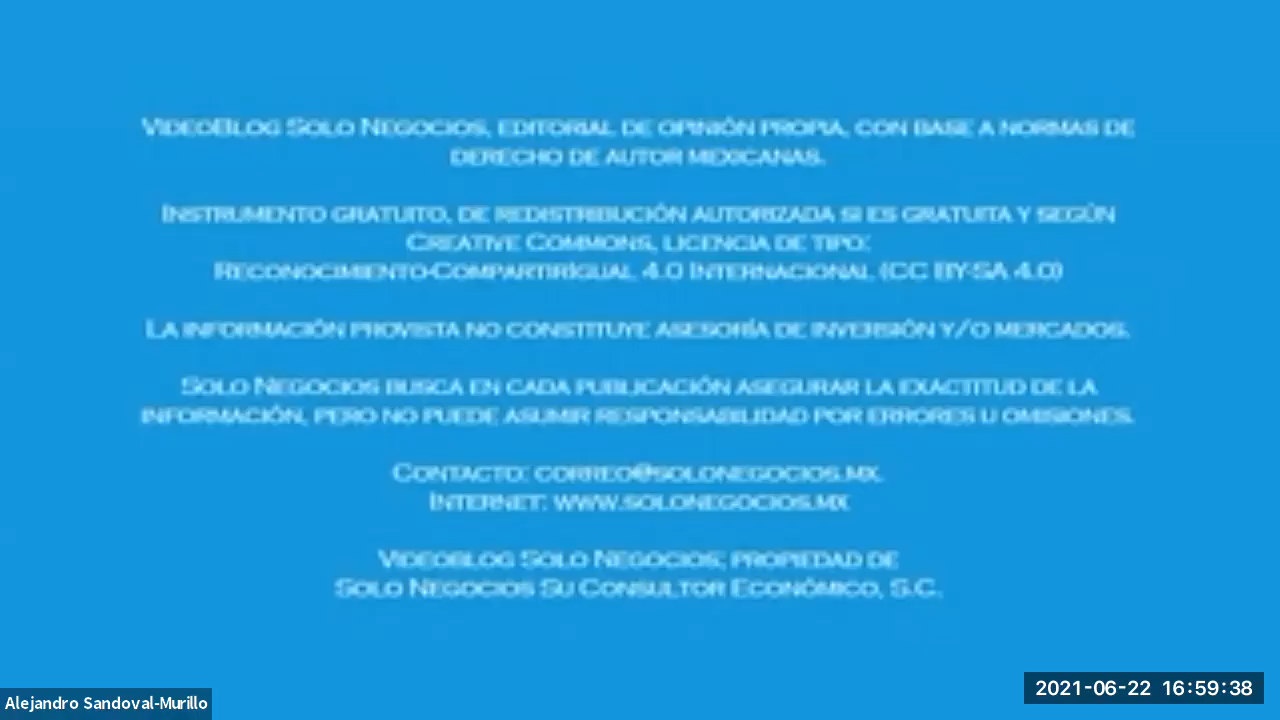 VideoBlog Solo Negocios, editorial de opinión propia, con base a normas de
derecho de autor mexicanas.
Instrumento gratuito, de redistribución autorizada si es gratuita y según
Creative Commons, licencia de tipo:
Reconocimiento-CompartirIgual 4.0 Internacional (CC BY-SA 4.0)
La información provista no constituye asesoría de inversión y/o mercados.
Solo Negocios busca en cada publicación asegurar la exactitud de la
información, pero no puede asumir responsabilidad por errores u omisiones.
Contacto: correo@solonegocios.mx.
Internet: www.solonegocios.mx
Videoblog Solo Negocios; propiedad de
Solo Negocios Su Consultor Económico, S.C.
Alejandro Sandoval-Murillo
2021-06-22 16:59:38